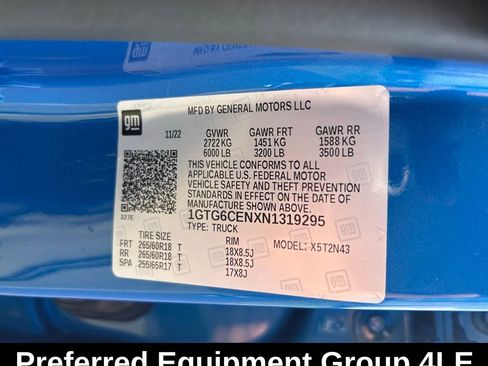 MFD BY GENERAL MOTORS LLC
gm
11/22 GVWR GAWR FRT GAWR RR
2722 KG 1451 KG 1588 KG
6000 LB 3200 LB 3500 LB
THIS VEHICLE CONFORMS TO ALL
APPLICABLE U.S. FEDERAL MOTOR
VEHICLE SAFETY AND THEFT PREVENTION
STANDARDS IN EFFECT ON THE DATE OF
MANUFACTURE SHOWN ABOVE.
327E 1GTG6CENXN1319295
TYPE: TRUCK
TIRE SIZE RIM MODEL: X5T2N43
FRT 265/60R18 T 18X8.5J
RR 265/60R18 T 18X8.5J
SPA 255/65R17 T 17X8J
Preferred Equipment Group 4LE